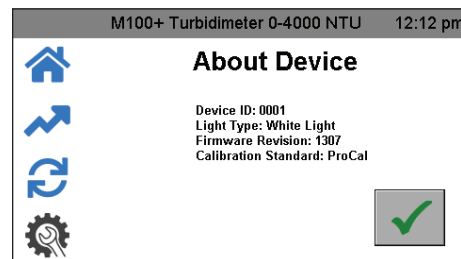 M100+ Turbidimeter 0-4000 NTU 12:12 pm
About Device
Device ID: 0001
Light Type: White Light
Firmware Revision: 1307
Calibration Standard: ProCal